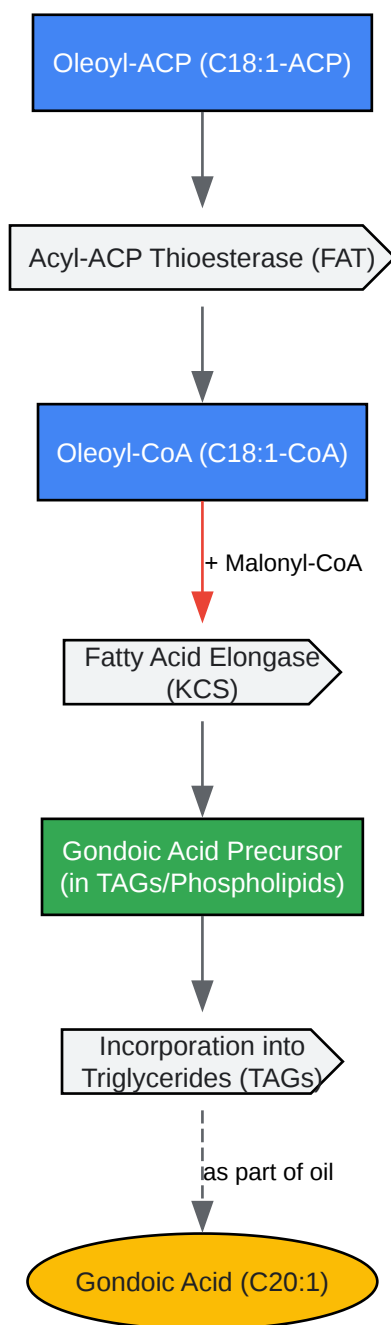 Oleoyl-ACP (C18:1-ACP)
Acyl-ACP Thioesterase (FAT)
Oleoyl-CoA (C18:1-CoA)
+ Malonyl-CoA
Fatty Acid Elongase
(KCS)
Gondoic Acid Precursor
(in TAGs/Phospholipids)
Incorporation into
Triglycerides (TAGs)
as part of oil
Gondoic Acid (C20:1)